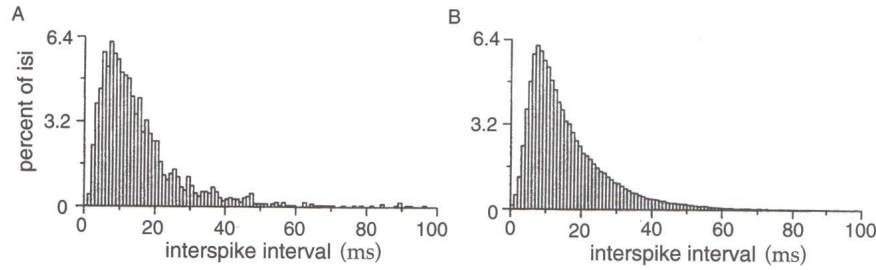 A
6.4
percent of isi
3.2
0
0 20 40 60 80 100
interspike interval (ms)
B
6.4
3.2
0
0 20 40 60 80 100
interspike interval (ms)